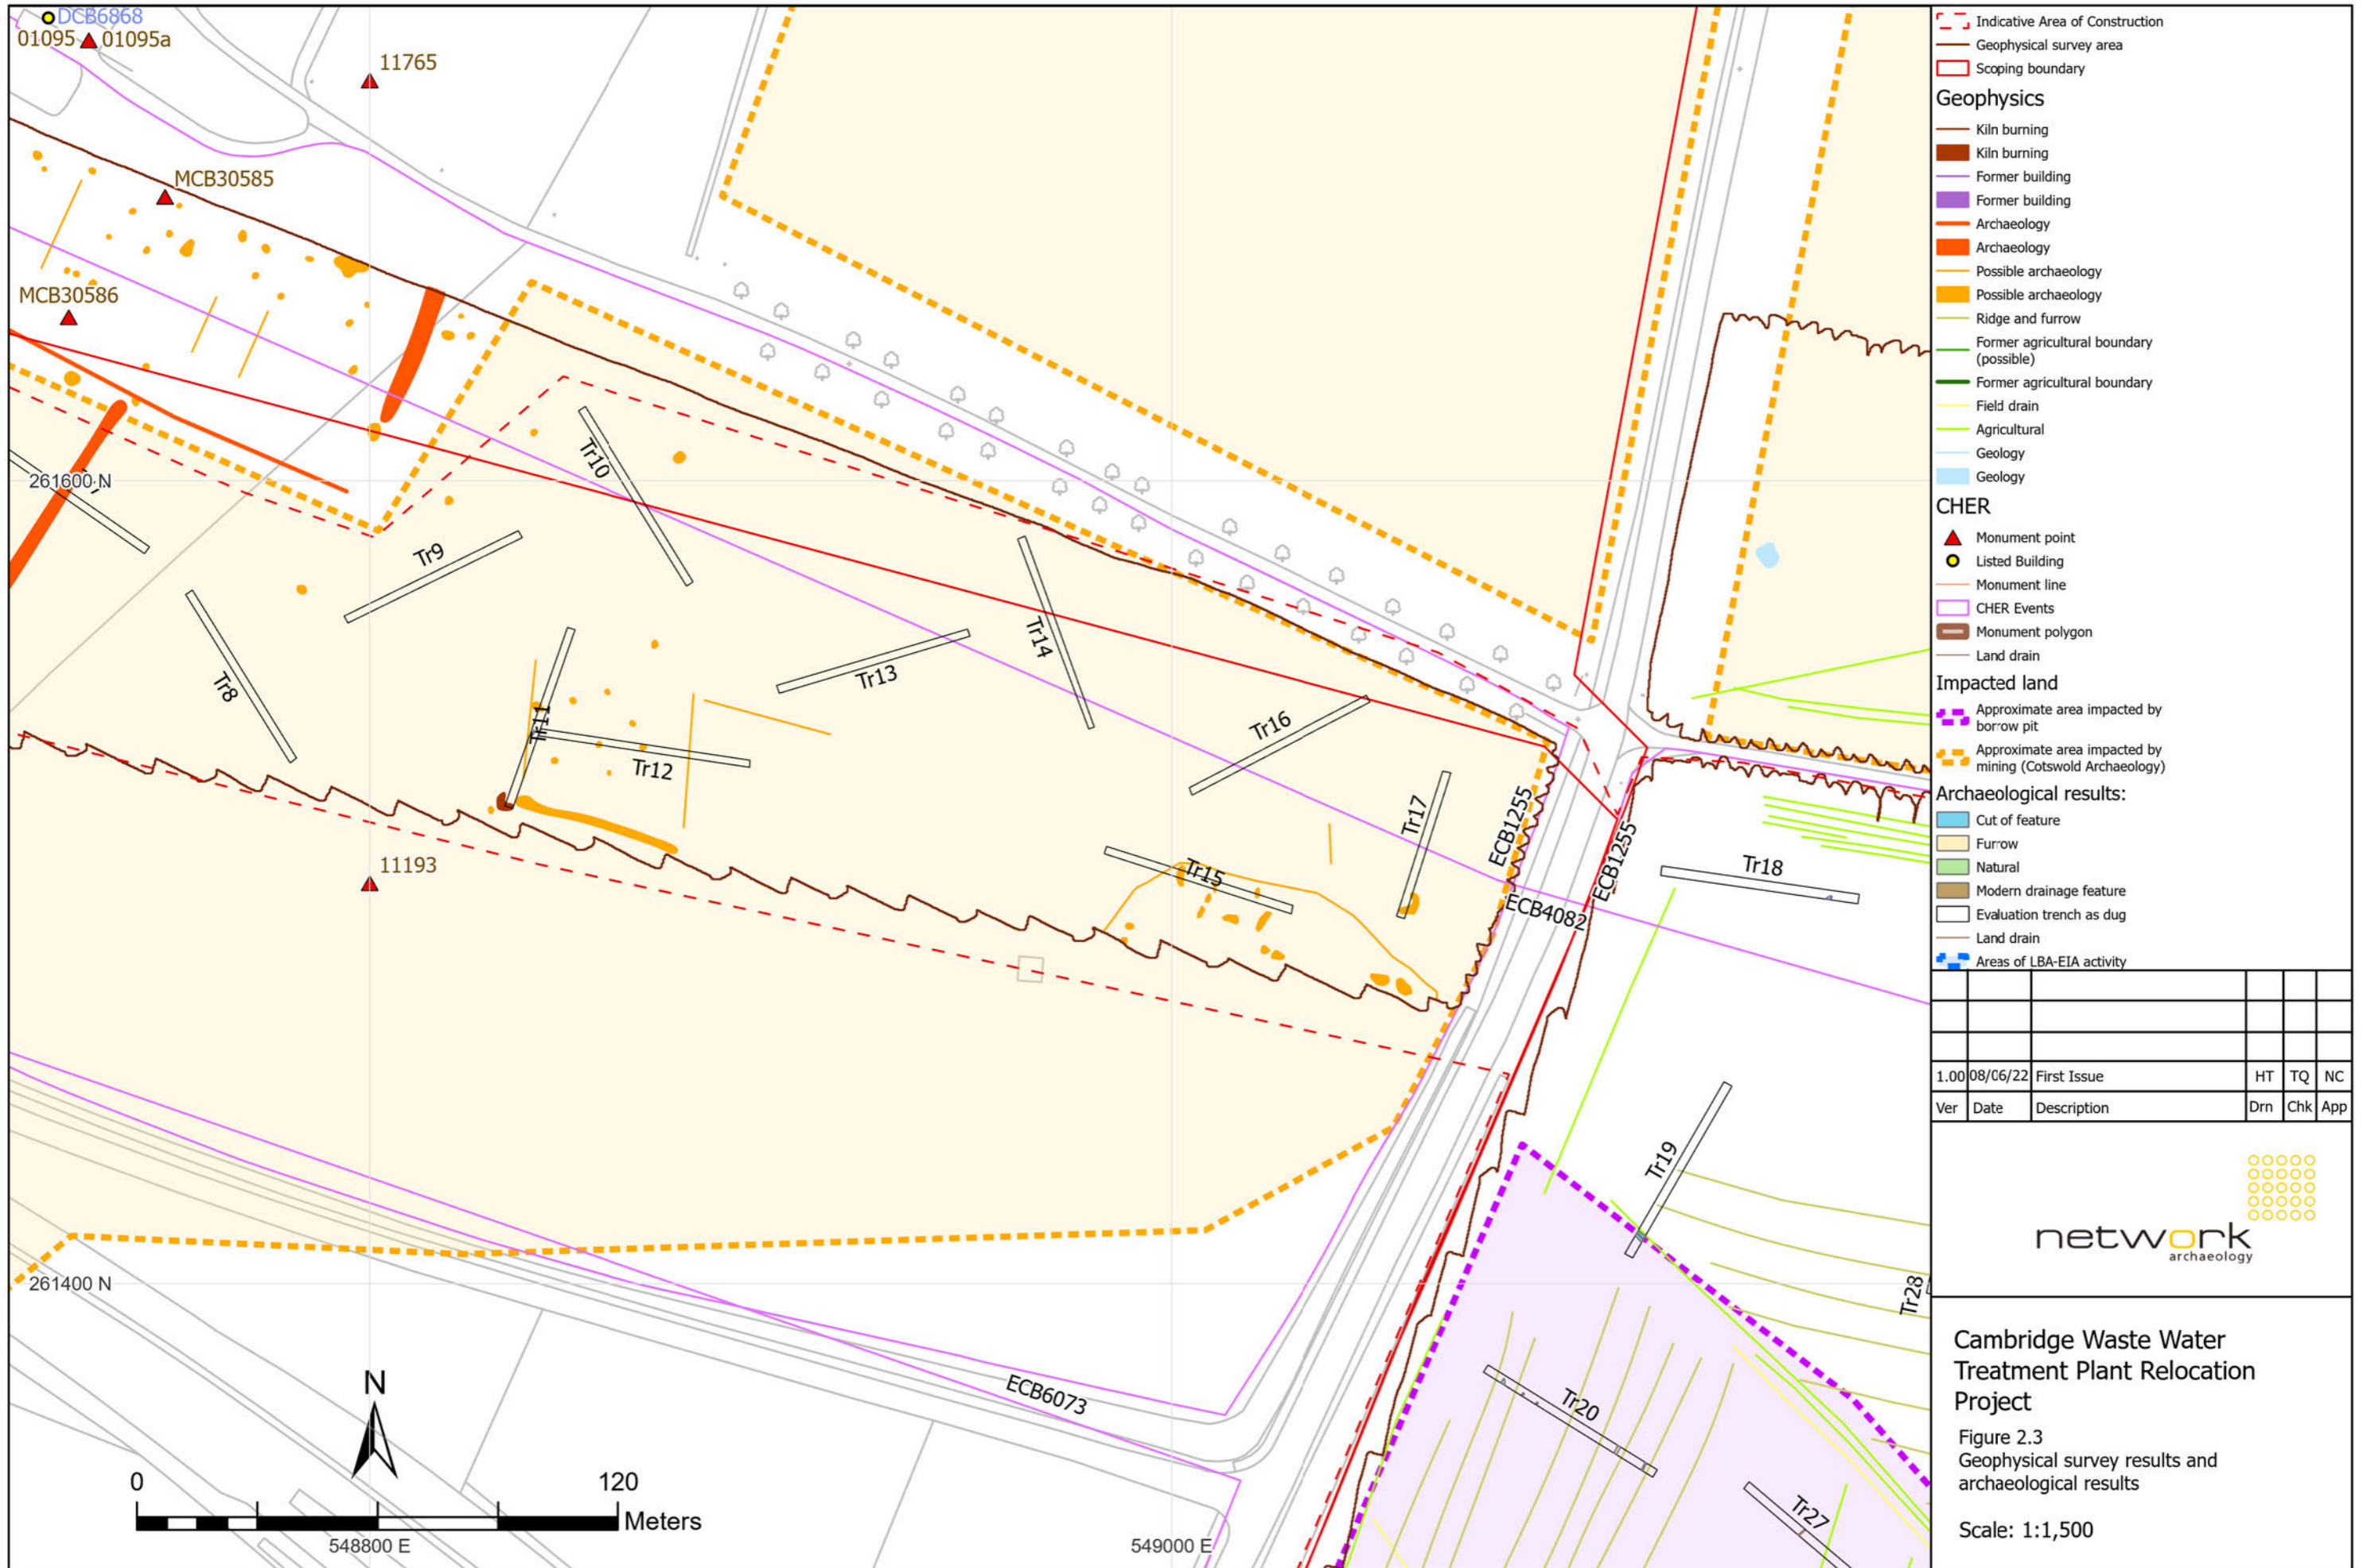 DCB6868
01095
01095a
11765
MCB30585
MCB30586
261600 N
Tr10
Tr9
Tr8
Tr11
Tr12
Tr13
Tr14
Tr16
Tr15
Tr17
11193
ECB1255
ECB1255
ECB4082
Tr18
Tr19
Tr28
Tr20
Tr27
261400 N
ECB6073
N
0
120
Meters
548800 E
549000 E
Indicative Area of Construction
Geophysical survey area
Scoping boundary
Geophysics
Kiln burning
Kiln burning
Former building
Former building
Archaeology
Archaeology
Possible archaeology
Possible archaeology
Ridge and furrow
Former agricultural boundary
(possible)
Former agricultural boundary
Field drain
Agricultural
Geology
Geology
CHER
Monument point
Listed Building
Monument line
CHER Events
Monument polygon
Land drain
Impacted land
Approximate area impacted by
borrow pit
Approximate area impacted by
mining (Cotswold Archaeology)
Archaeological results:
Cut of feature
Furrow
Natural
Modern drainage feature
Evaluation trench as dug
Land drain
Areas of LBA-EIA activity
1.00 08/06/22 First Issue HT TQ NC
Ver Date Description Drn Chk App
network
archaeology
Cambridge Waste Water
Treatment Plant Relocation
Project
Figure 2.3
Geophysical survey results and
archaeological results
Scale: 1:1,500